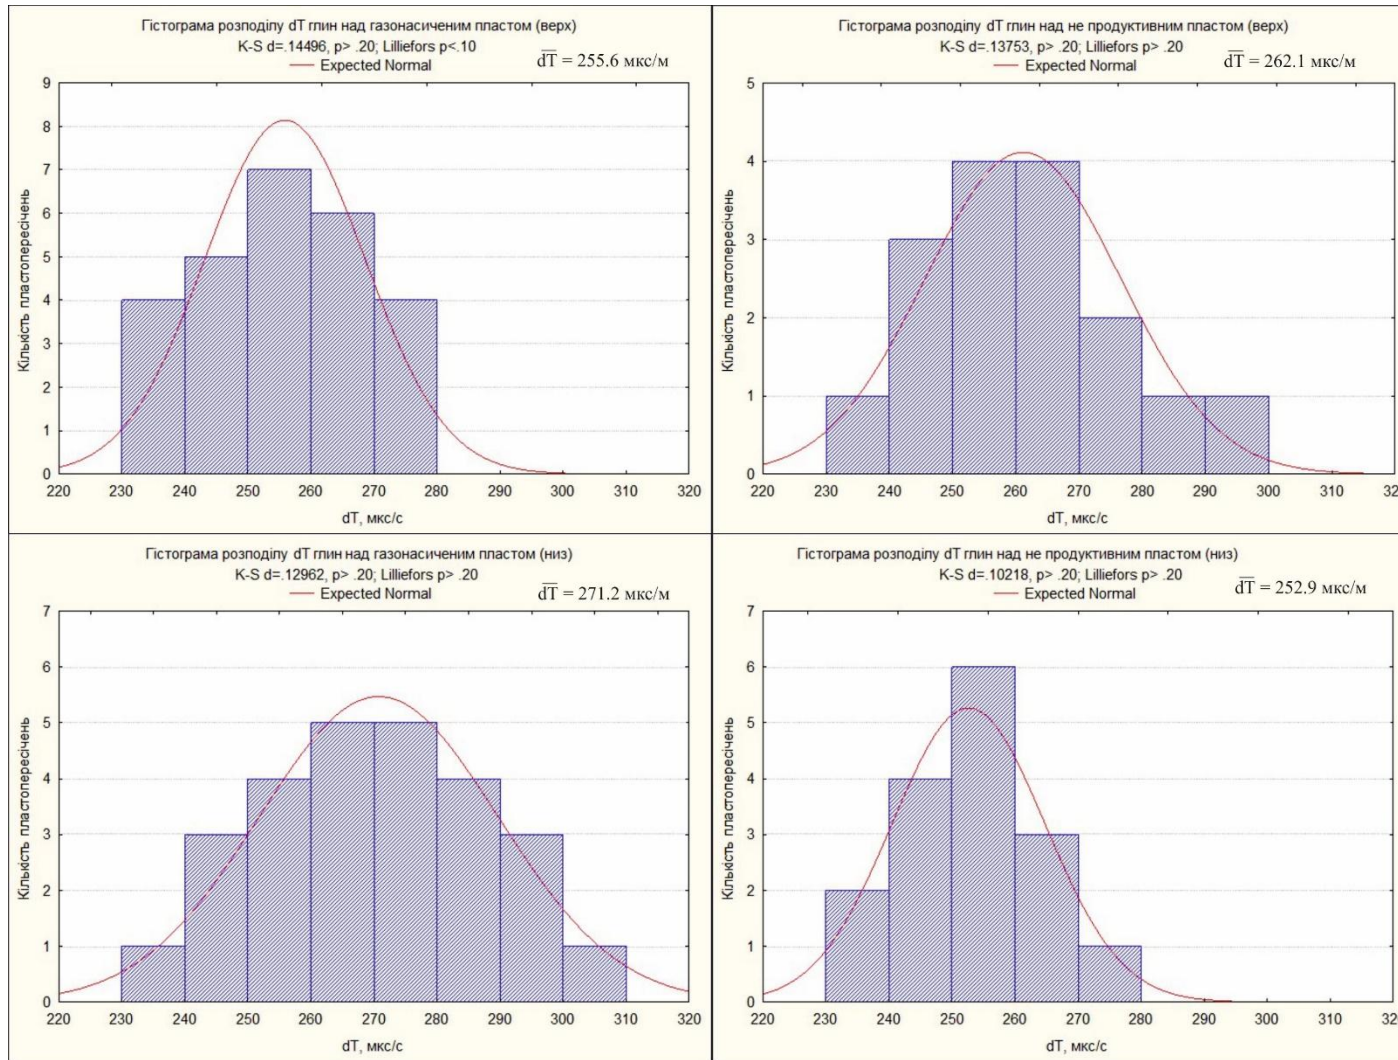 Гістограма розподілу dT глин над газонасиченим пластом (верх)
K-S d=.14496, p> .20; Lilliefors p<.10
Expected Normal
dT = 255.6 мкс/м
9
8
7
6
5
4
3
2
1
0
Кількість пластопересічень
220 230 240 250 260 270 280 290 300 310 320
dT, мкс/с
Гістограма розподілу dT глин над не продуктивним пластом (верх)
K-S d=.13753, p> .20; Lilliefors p> .20
Expected Normal
dT = 262.1 мкс/м
5
4
3
2
1
0
Кількість пластопересічень
220 230 240 250 260 270 280 290 300 310 320
dT, мкс/с
Гістограма розподілу dT глин над газонасиченим пластом (низ)
K-S d=.12962, p> .20; Lilliefors p> .20
Expected Normal
dT = 271.2 мкс/м
7
6
5
4
3
2
1
0
Кількість пластопересічень
220 230 240 250 260 270 280 290 300 310 320
dT, мкс/с
Гістограма розподілу dT глин над не продуктивним пластом (низ)
K-S d=.10218, p> .20; Lilliefors p> .20
Expected Normal
dT = 252.9 мкс/м
7
6
5
4
3
2
1
0
Кількість пластопересічень
220 230 240 250 260 270 280 290 300 310 320
dT, мкс/с